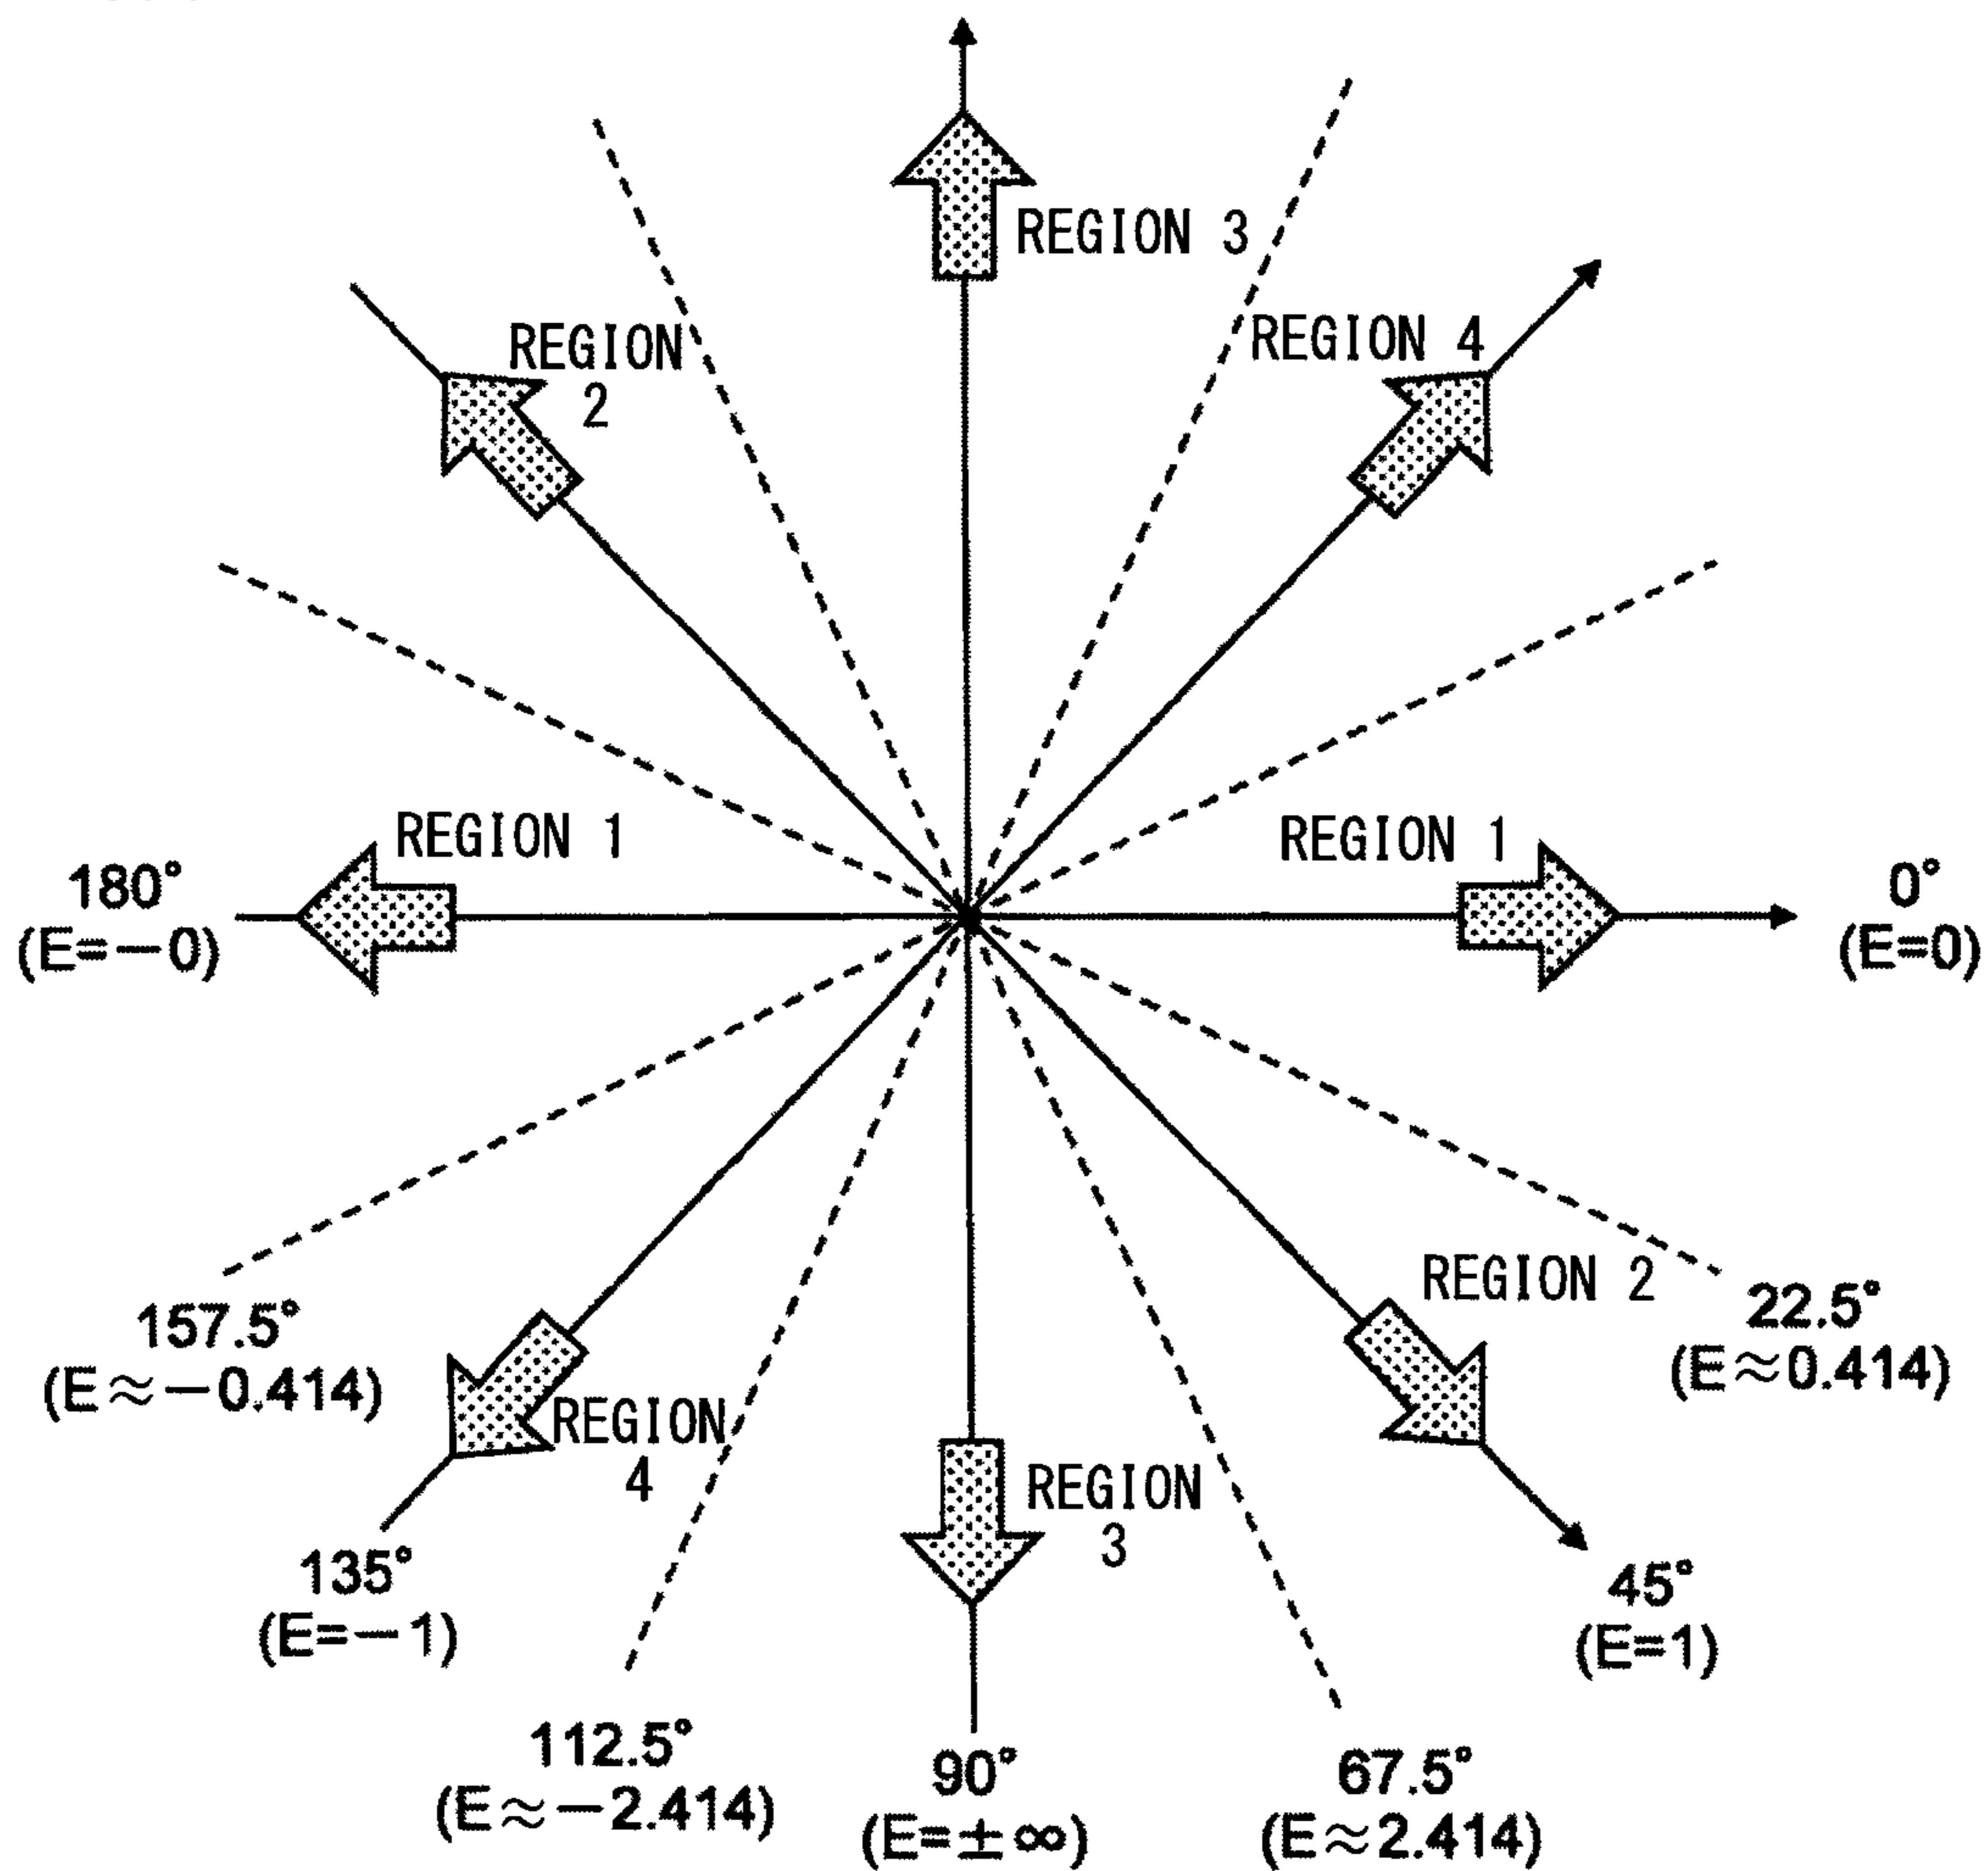 REGION 3
REGION 4
REGION
2
REGION 1
REGION 1
180°
(E=−0)
0°
(E=0)
REGION 2
22.5°
(E≈0.414)
157.5°
(E≈−0.414)
REGION
4
REGION
3
135°
(E=−1)
45°
(E=1)
112.5°
(E≈−2.414)
90°
(E=±∞)
67.5°
(E≈2.414)